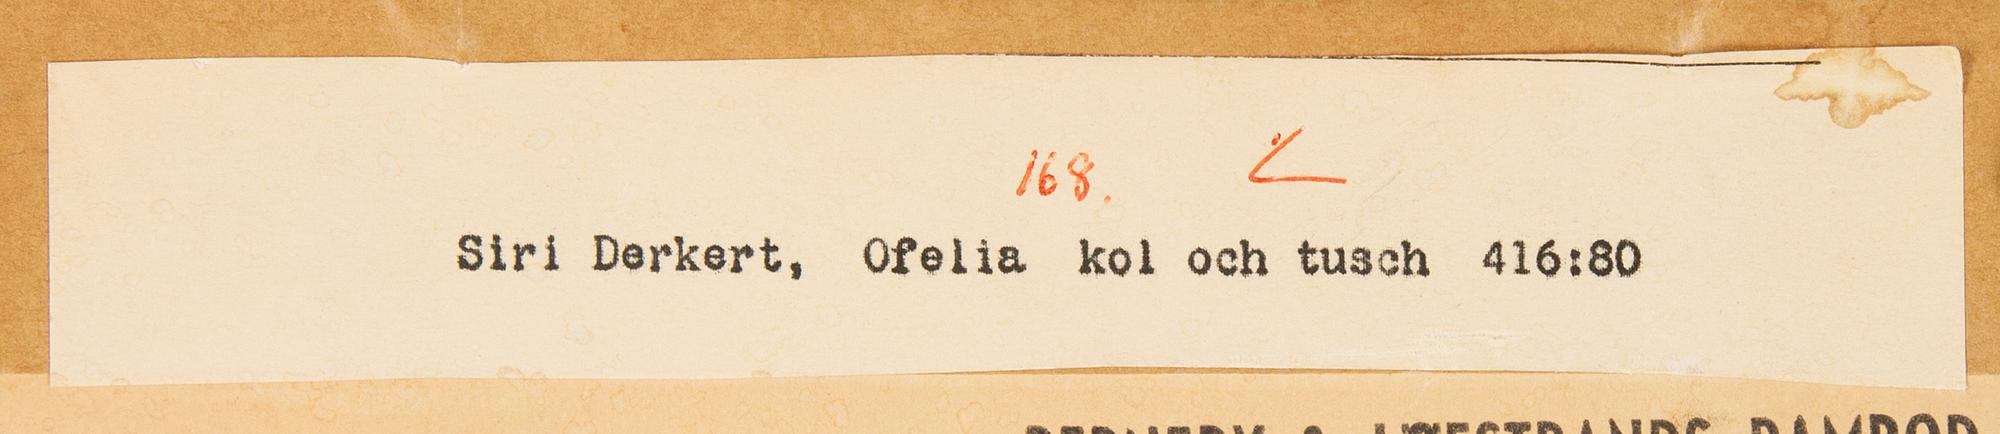 168.
Siri Derkert, Ofelia kol och tusch 416:80